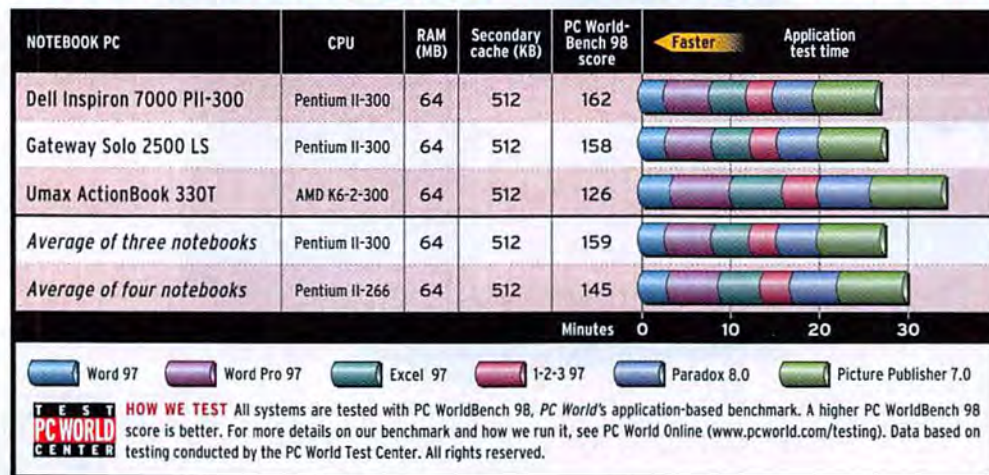 NOTEBOOK PC CPU RAM (MB) Secondary cache (KB) PC World-Bench 98 score Faster Application test time
Dell Inspiron 7000 PII-300 Pentium II-300 64 512 162
Gateway Solo 2500 LS Pentium II-300 64 512 158
Umax ActionBook 330T AMD K6-2-300 64 512 126
Average of three notebooks Pentium II-300 64 512 159
Average of four notebooks Pentium II-266 64 512 145
Minutes 0 10 20 30
Word 97 Word Pro 97 Excel 97 1-2-3 97 Paradox 8.0 Picture Publisher 7.0
TEST
PC WORLD
CENTER
HOW WE TEST All systems are tested with PC WorldBench 98, PC World's application-based benchmark. A higher PC WorldBench 98
score is better. For more details on our benchmark and how we run it, see PC World Online (www.pcworld.com/testing). Data based on
testing conducted by the PC World Test Center. All rights reserved.